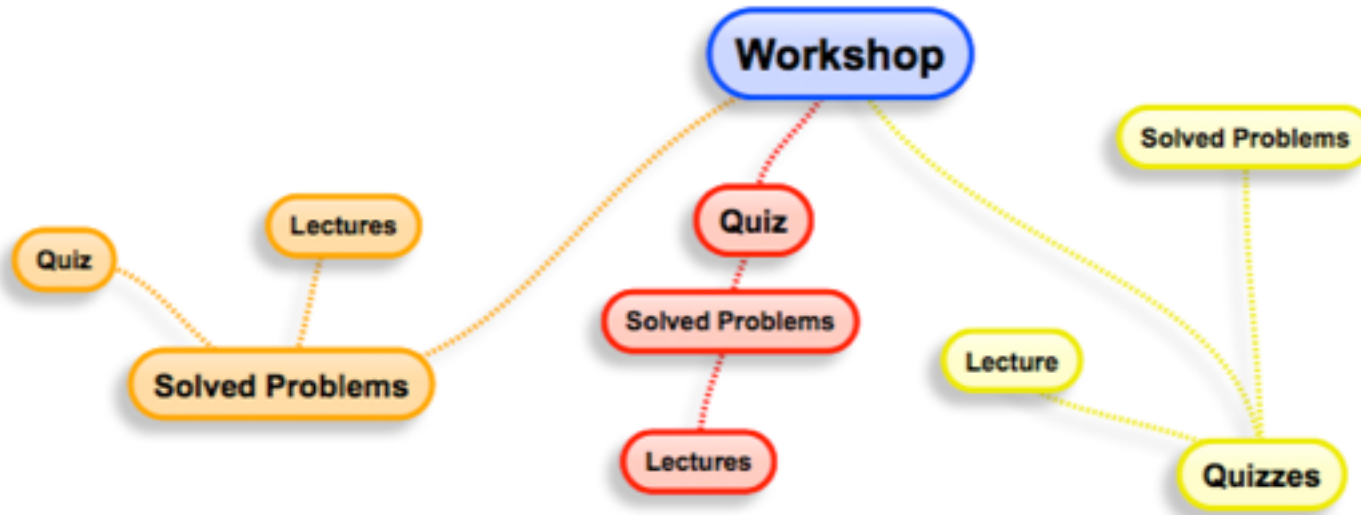 Workshop
Solved Problems
Lectures
Quiz
Quiz
Solved Problems
Solved Problems
Lecture
Lectures
Quizzes